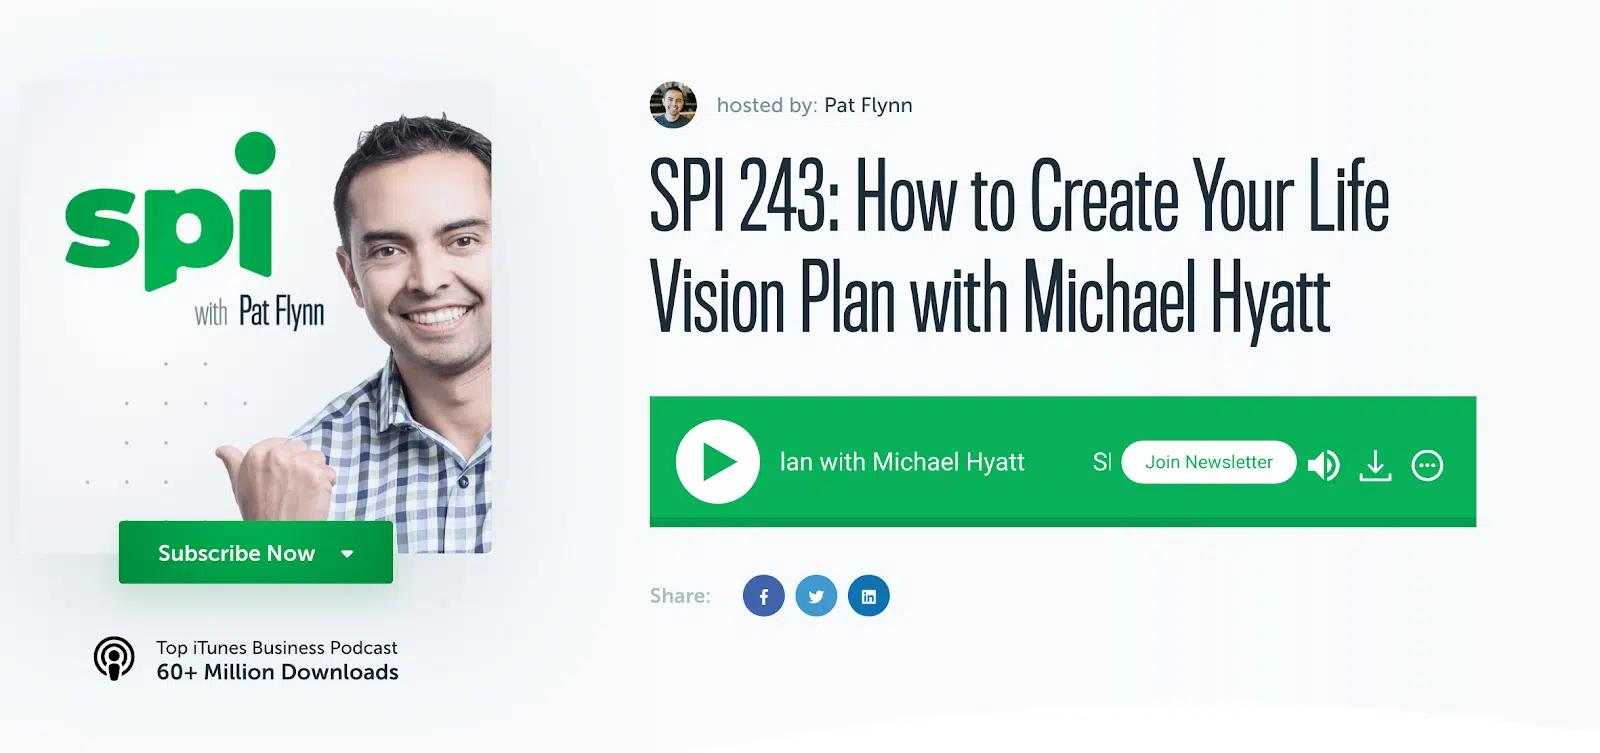 spi
with Pat Flynn
Subscribe Now
Top iTunes Business Podcast
60+ Million Downloads
hosted by: Pat Flynn
SPI 243: How to Create Your Life
Vision Plan with Michael Hyatt
lan with Michael Hyatt
SI
Join Newsletter
Share: